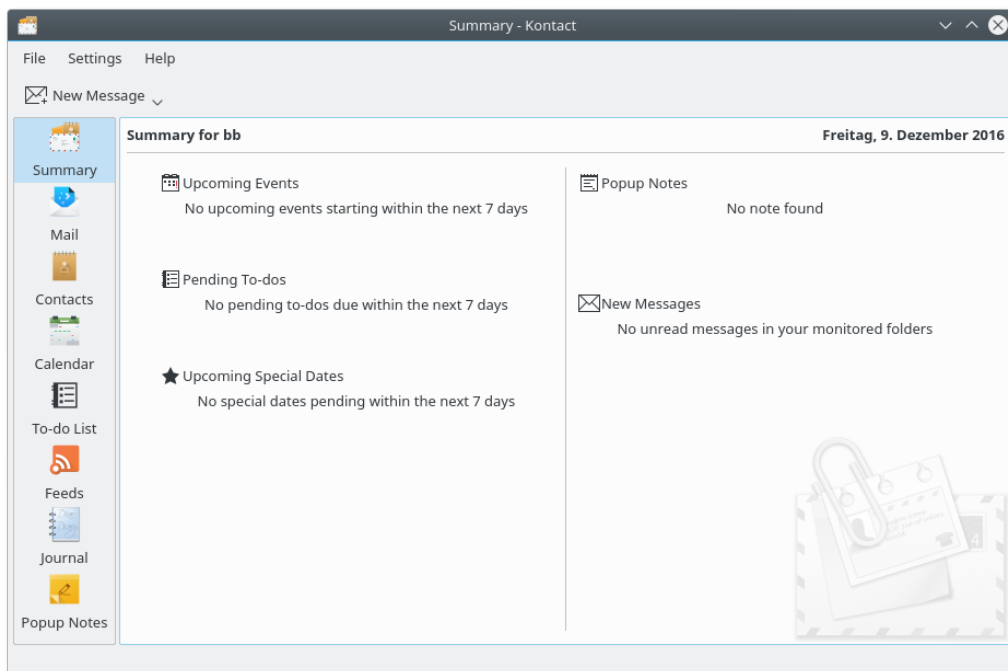 Summary - Kontact
File Settings Help
New Message
Summary
Mail
Contacts
Calendar
To-do List
Feeds
Journal
Popup Notes
Summary for bb Freitag, 9. Dezember 2016
Upcoming Events
No upcoming events starting within the next 7 days
Pending To-dos
No pending to-dos due within the next 7 days
Upcoming Special Dates
No special dates pending within the next 7 days
Popup Notes
No note found
New Messages
No unread messages in your monitored folders
4